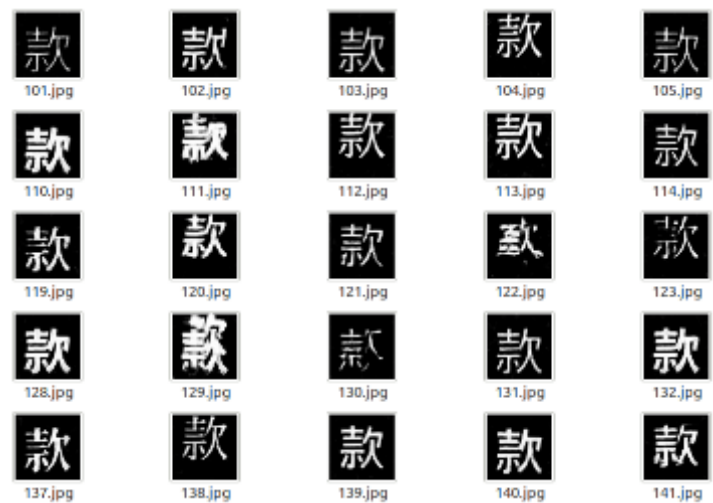 款 款 款 款 款
101.jpg 102.jpg 103.jpg 104.jpg 105.jpg
款 款 款 款 款
110.jpg 111.jpg 112.jpg 113.jpg 114.jpg
款 款 款 款 款
119.jpg 120.jpg 121.jpg 122.jpg 123.jpg
款 款 款 款 款
128.jpg 129.jpg 130.jpg 131.jpg 132.jpg
款 款 款 款 款
137.jpg 138.jpg 139.jpg 140.jpg 141.jpg